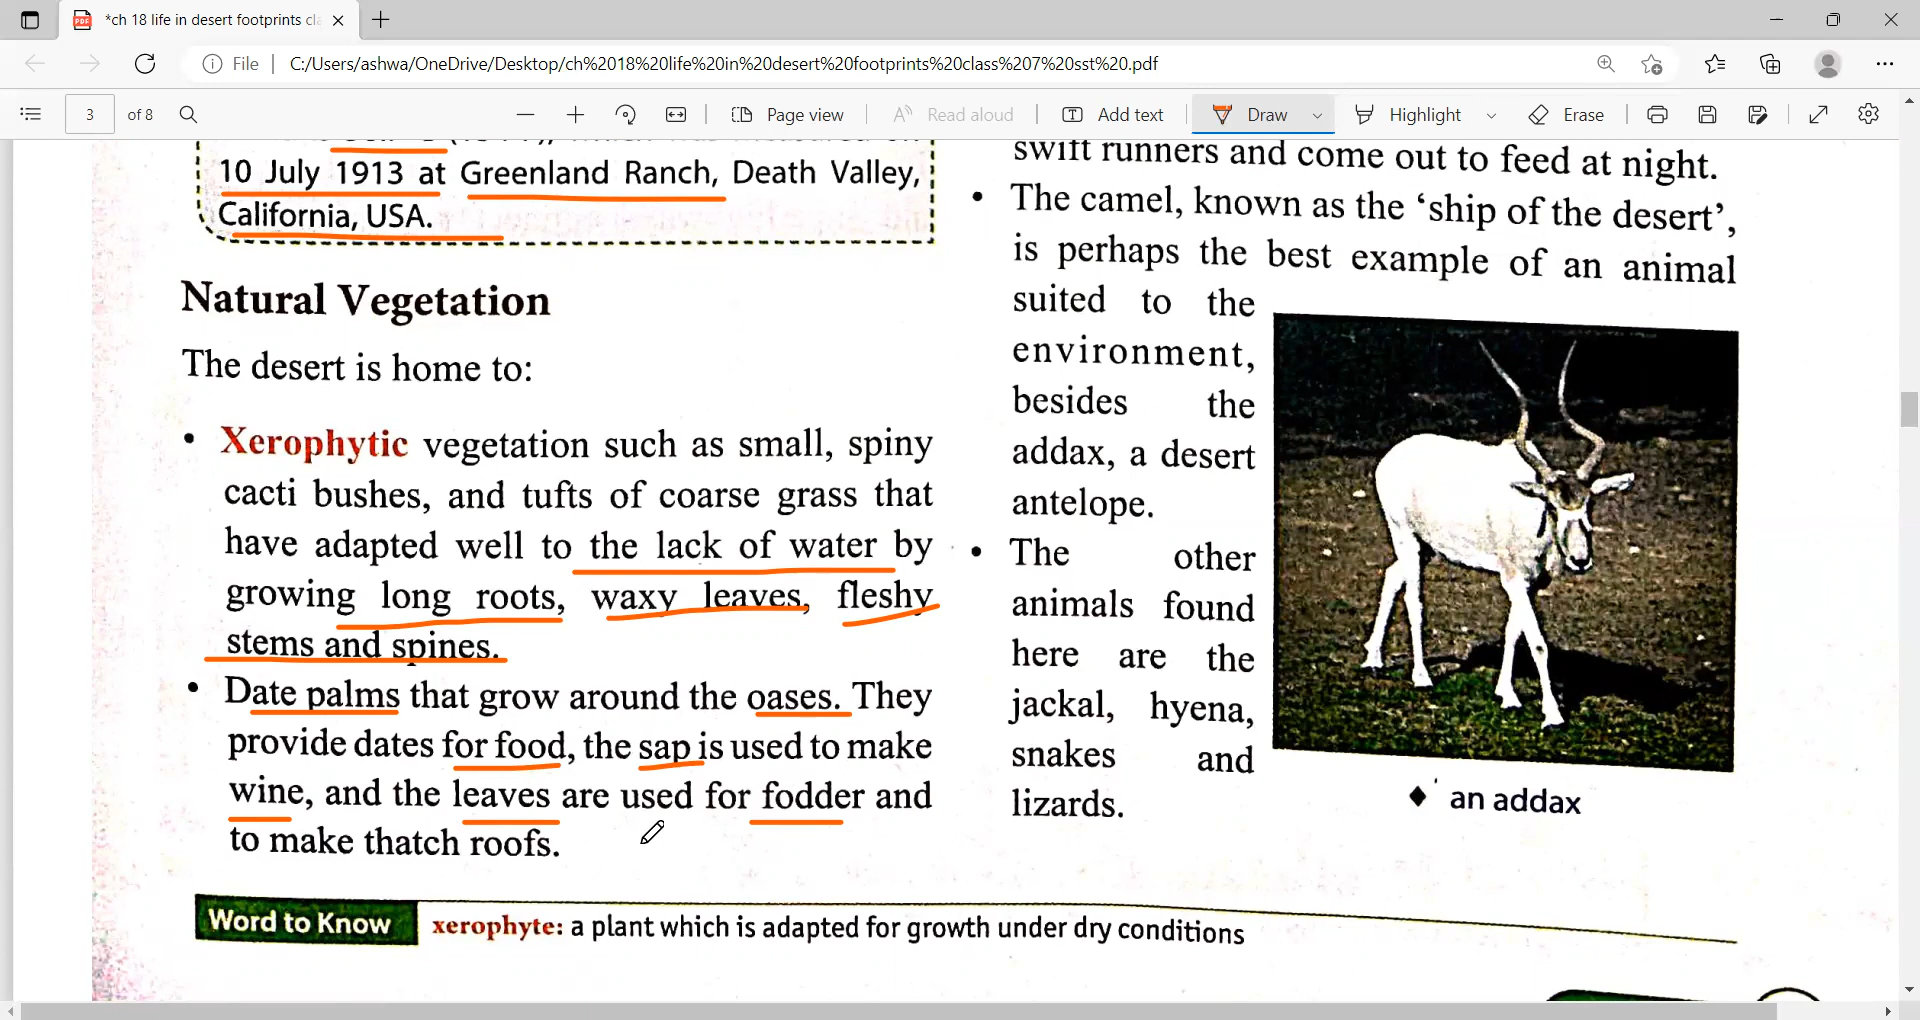 *ch 18 life in desert footprints cla
File
C:/Users/ashwa/OneDrive/Desktop/ch%2018%20life%20in%20desert%20footprints%20class%207%20sst%20.pdf
3 of 8
Page view
Read aloud
Add text
Draw
Highlight
Erase
10 July 1913 at Greenland Ranch, Death Valley,
California, USA.
Natural Vegetation
The desert is home to:
• Xerophytic vegetation such as small, spiny
cacti bushes, and tufts of coarse grass that
have adapted well to the lack of water by
growing long roots, waxy leaves, fleshy
stems and spines.
• Date palms that grow around the oases. They
provide dates for food, the sap is used to make
wine, and the leaves are used for fodder and
to make thatch roofs.
swift runners and come out to feed at night.
• The camel, known as the ‘ship of the desert’,
is perhaps the best example of an animal
suited to the
environment,
besides the
addax, a desert
antelope.
• The other
animals found
here are the
jackal, hyena,
snakes and
lizards.
♦ an addax
Word to Know
xerophyte: a plant which is adapted for growth under dry conditions